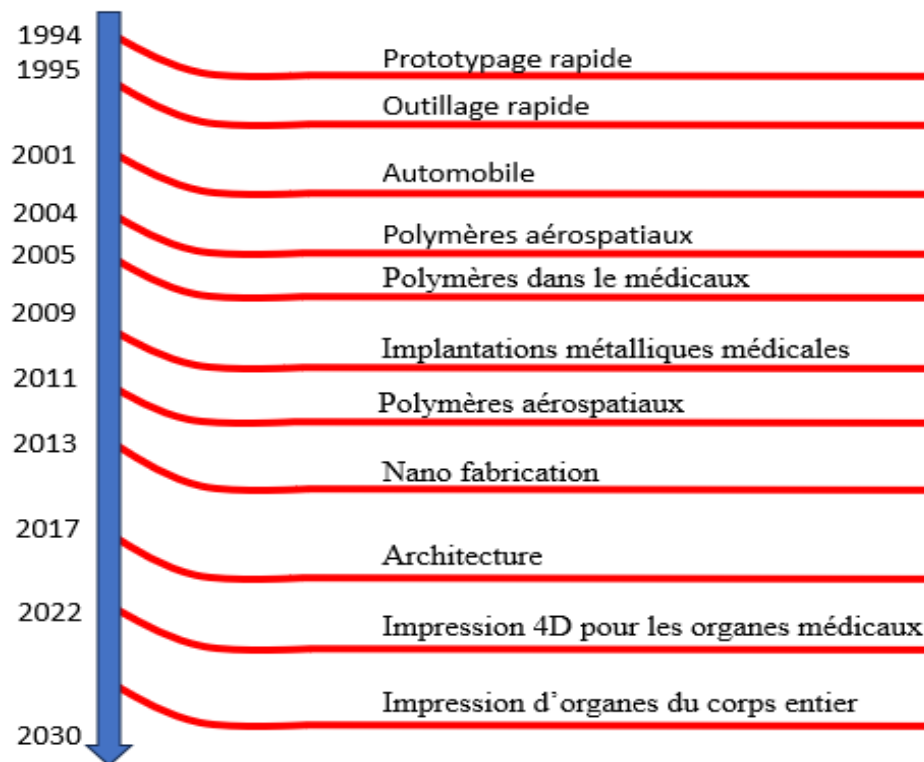 1994
Prototypage rapide
1995
Outillage rapide
2001
Automobile
2004
Polymères aérospatiaux
2005
Polymères dans le médicaux
2009
Implantations métalliques médicales
2011
Polymères aérospatiaux
2013
Nano fabrication
2017
Architecture
2022
Impression 4D pour les organes médicaux
Impression d'organes du corps entier
2030